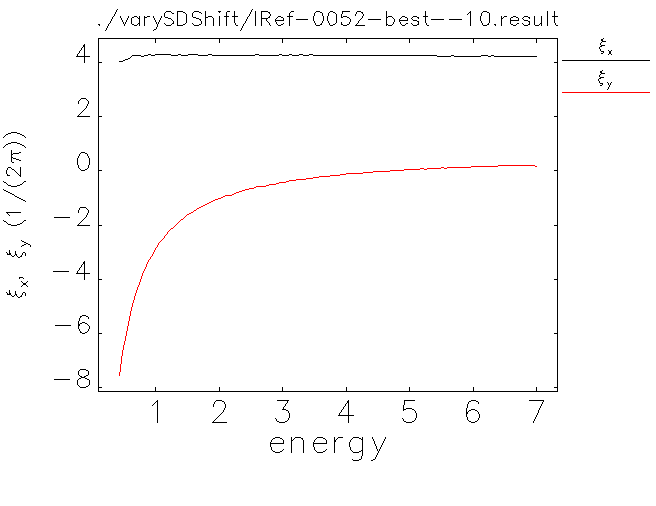 ./varySDShift/IRef-0052-best--10.result
ξx
ξy
ξx, ξy (1/(2π))
4
2
0
-2
-4
-6
-8
1 2 3 4 5 6 7
energy